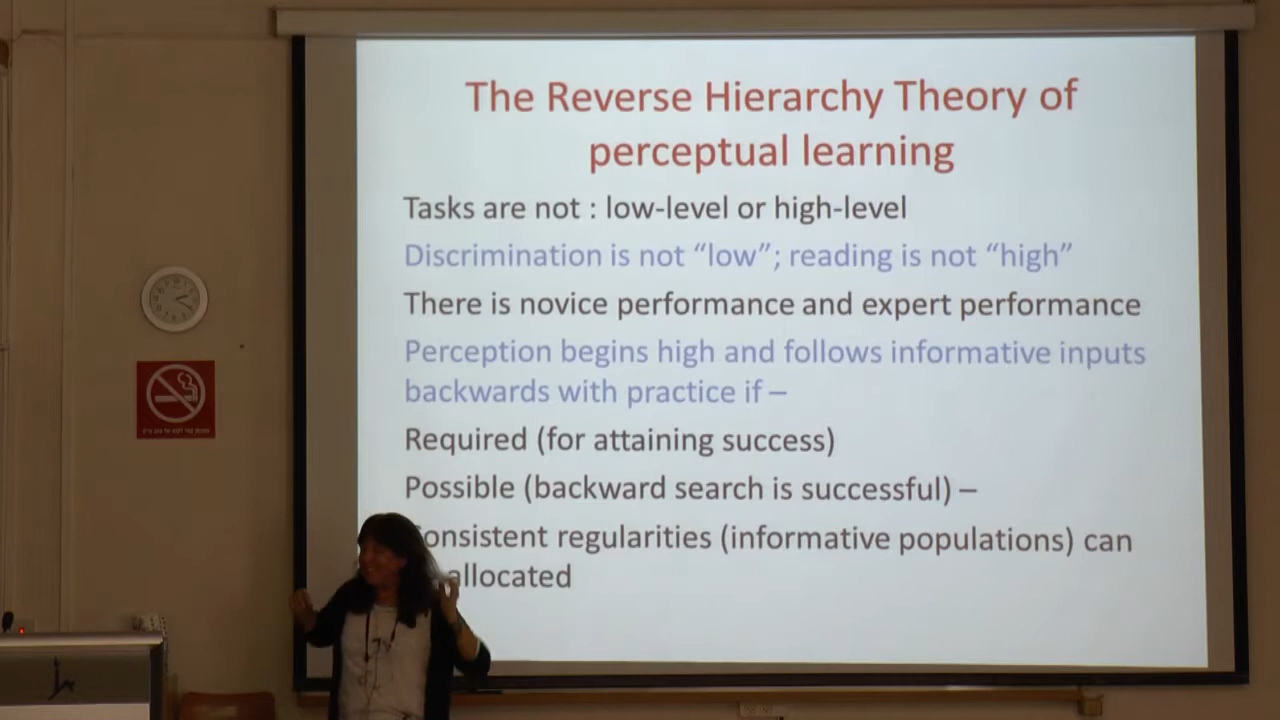 The Reverse Hierarchy Theory of
perceptual learning
Tasks are not : low-level or high-level
Discrimination is not “low”; reading is not “high”
There is novice performance and expert performance
Perception begins high and follows informative inputs
backwards with practice if –
Required (for attaining success)
Possible (backward search is successful) –
onsistent regularities (informative populations) can
allocated